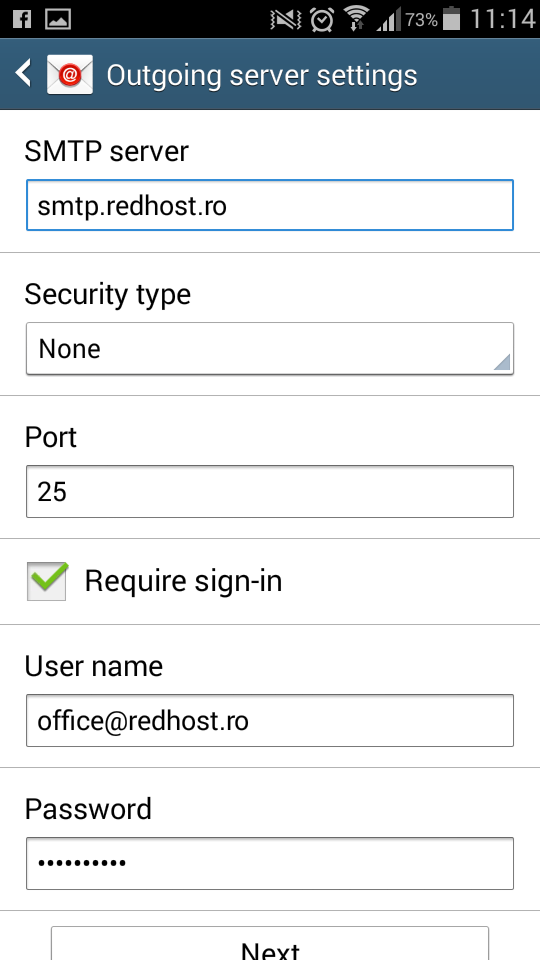 73% 11:14
Outgoing server settings
SMTP server
smtp.redhost.ro
Security type
None
Port
25
Require sign-in
User name
office@redhost.ro
Password
••••••••••
Next